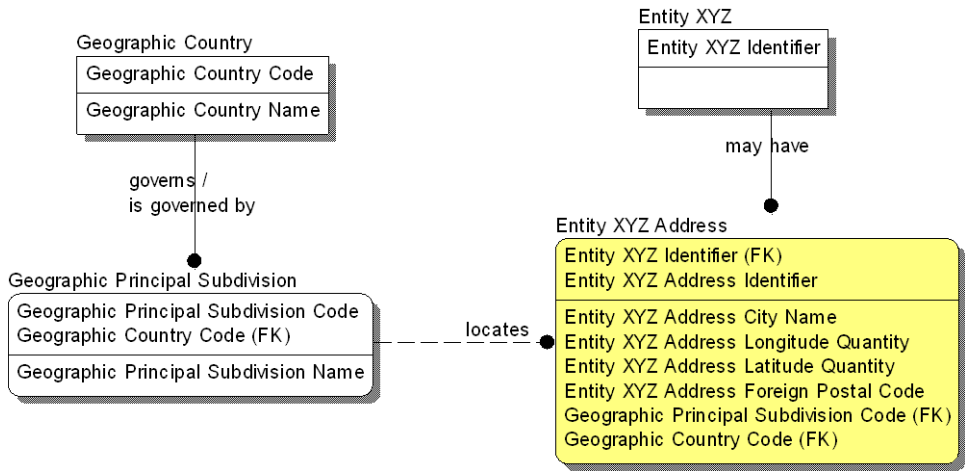 Geographic Country
Geographic Country Code
Geographic Country Name
governs /
is governed by
Geographic Principal Subdivision
Geographic Principal Subdivision Code
Geographic Country Code (FK)
Geographic Principal Subdivision Name
locates
Entity XYZ
Entity XYZ Identifier
may have
Entity XYZ Address
Entity XYZ Identifier (FK)
Entity XYZ Address Identifier
Entity XYZ Address City Name
Entity XYZ Address Longitude Quantity
Entity XYZ Address Latitude Quantity
Entity XYZ Address Foreign Postal Code
Geographic Principal Subdivision Code (FK)
Geographic Country Code (FK)